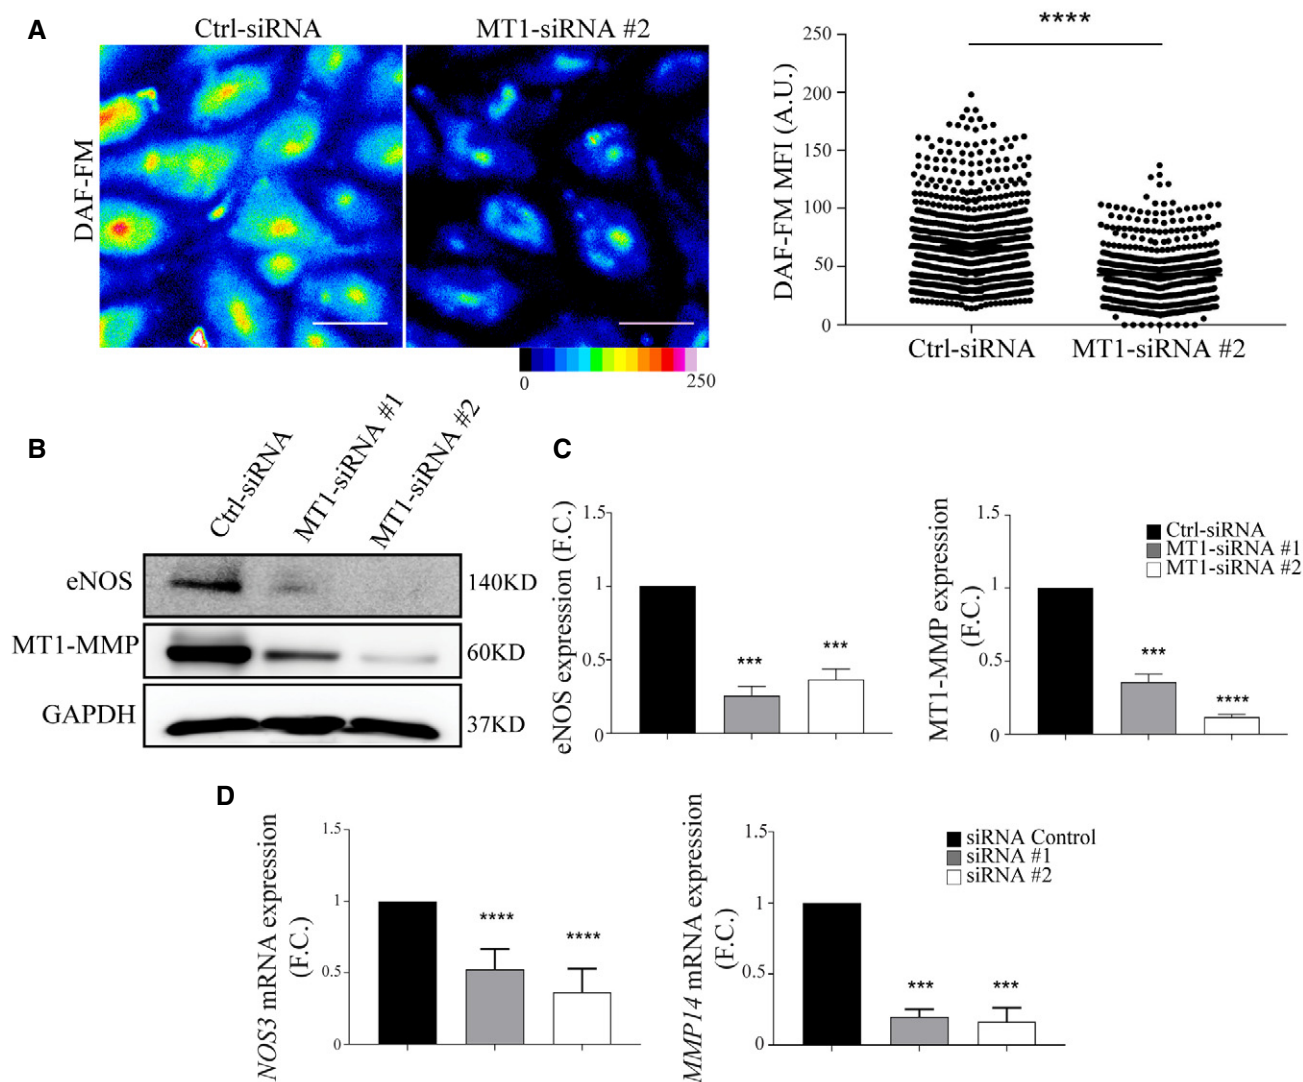 A
Ctrl-siRNA
MT1-siRNA #2
DAF-FM
0
250
****
DAF-FM MFI (A.U.)
250
200
150
100
50
0
Ctrl-siRNA
MT1-siRNA #2
B
Ctrl-siRNA
MT1-siRNA #1
MT1-siRNA #2
eNOS
140KD
MT1-MMP
60KD
GAPDH
37KD
C
eNOS expression (F.C.)
1.5
1
0.5
0
***
***
MT1-MMP expression
(F.C.)
1.5
1
0.5
0
***
****
Ctrl-siRNA
MT1-siRNA #1
MT1-siRNA #2
D
NOS3 mRNA expression
(F.C.)
1.5
1
0.5
0
****
****
MMP14 mRNA expression
(F.C.)
1.5
1
0.5
0
***
***
siRNA Control
siRNA #1
siRNA #2